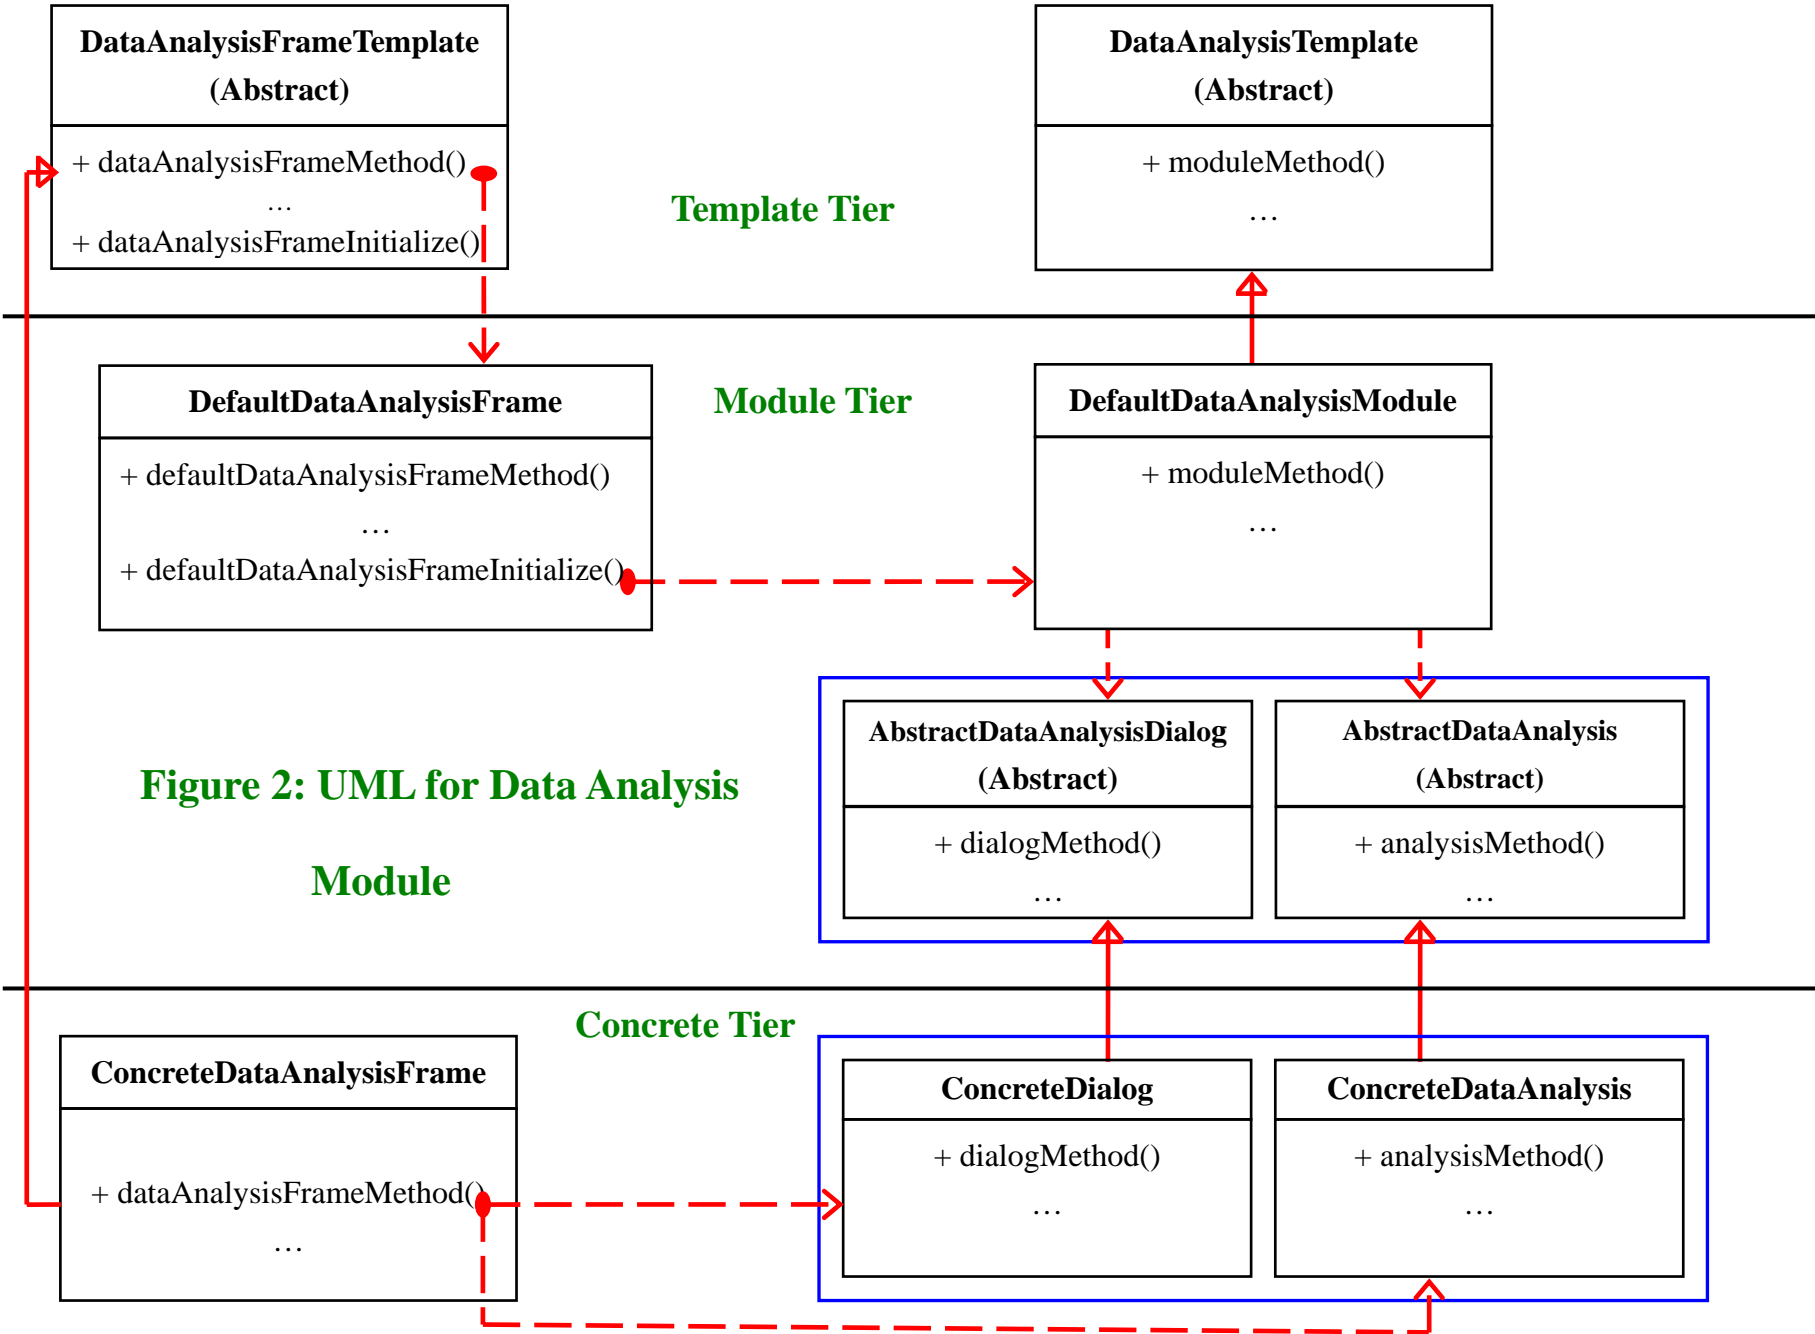 DataAnalysisFrameTemplate
(Abstract)
+ dataAnalysisFrameMethod()
…
+ dataAnalysisFrameInitialize()
Template Tier
DataAnalysisTemplate
(Abstract)
+ moduleMethod()
…
DefaultDataAnalysisFrame
+ defaultDataAnalysisFrameMethod()
…
+ defaultDataAnalysisFrameInitialize()
Module Tier
DefaultDataAnalysisModule
+ moduleMethod()
…
Figure 2: UML for Data Analysis
Module
AbstractDataAnalysisDialog
(Abstract)
+ dialogMethod()
…
AbstractDataAnalysis
(Abstract)
+ analysisMethod()
…
Concrete Tier
ConcreteDataAnalysisFrame
+ dataAnalysisFrameMethod()
…
ConcreteDialog
+ dialogMethod()
…
ConcreteDataAnalysis
+ analysisMethod()
…